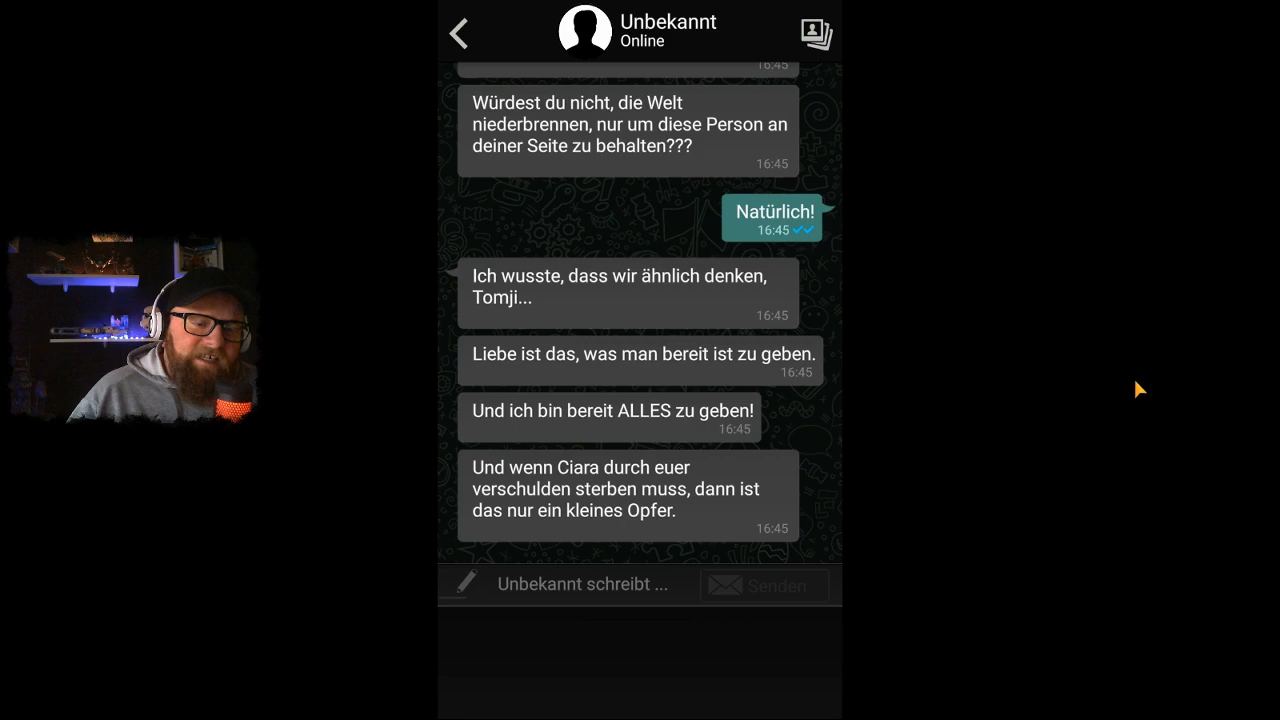 Unbekannt
Online
16:45
Würdest du nicht, die Welt
niederbrennen, nur um diese Person an
deiner Seite zu behalten???
16:45
Natürlich!
16:45
Ich wusste, dass wir ähnlich denken,
Tomji...
16:45
Liebe ist das, was man bereit ist zu geben.
16:45
Und ich bin bereit ALLES zu geben!
16:45
Und wenn Ciara durch euer
verschulden sterben muss, dann ist
das nur ein kleines Opfer.
16:45
Unbekannt schreibt ...
Senden